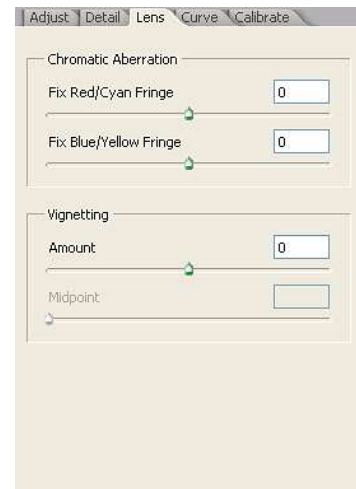 Adjust Detail Lens Curve Calibrate
Chromatic Aberration
Fix Red/Cyan Fringe 0
Fix Blue/Yellow Fringe 0
Vignetting
Amount 0
Midpoint